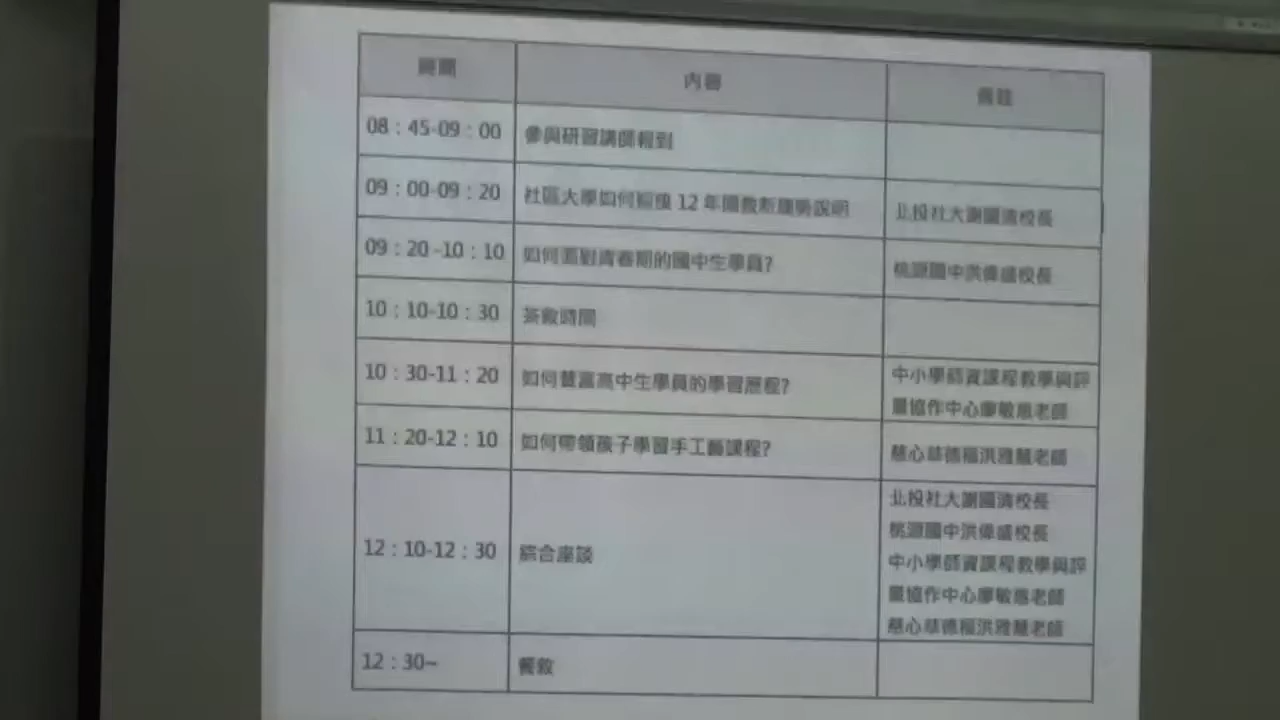 時間 內容 備註
08：45-09：00 參與研習講師報到
09：00-09：20 社區大學如何銜接 12 年國教新趨勢說明 北投社大謝國清校長
09：20 -10：10 如何面對青春期的國中生學員? 桃源國中洪偉盛校長
10：10-10：30 茶敘時間
10：30-11：20 如何豐富高中生學員的學習歷程? 中小學師資課程教學與評
量協作中心廖敏惠老師
11：20-12：10 如何帶領孩子學習手工藝課程? 慈心華德福洪雅慧老師
12：10-12：30 綜合座談 北投社大謝國清校長
桃源國中洪偉盛校長
中小學師資課程教學與評
量協作中心廖敏惠老師
慈心華德福洪雅慧老師
12：30~ 餐敘